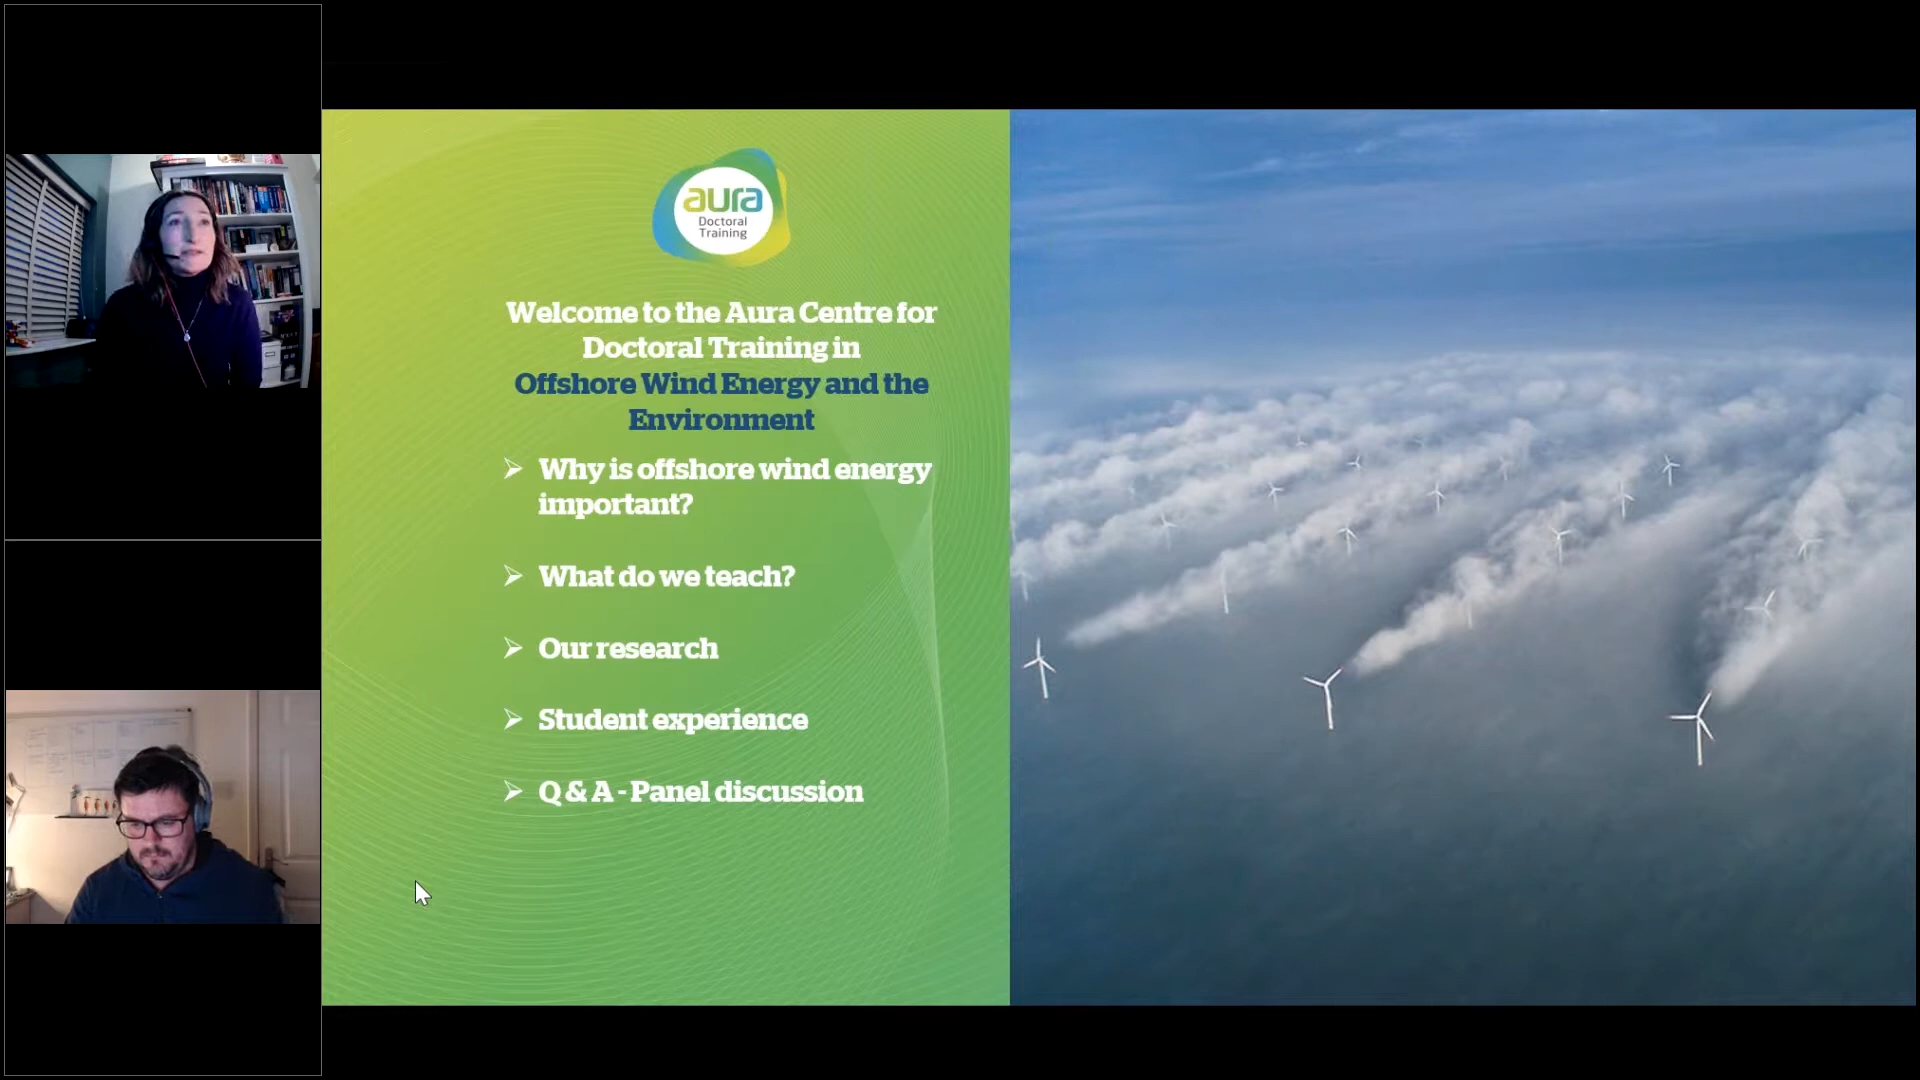 aura
Doctoral
Training
Welcome to the Aura Centre for
Doctoral Training in
Offshore Wind Energy and the
Environment
Why is offshore wind energy
important?
What do we teach?
Our research
Student experience
Q & A - Panel discussion